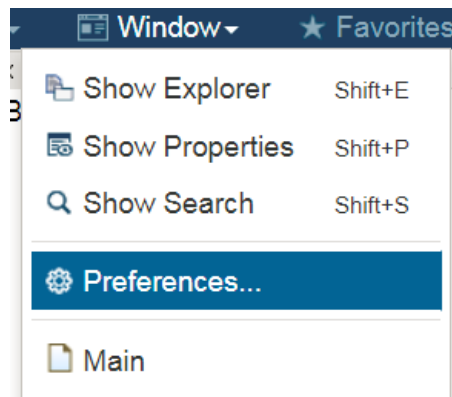 Window Favorites
Show Explorer Shift+E
Show Properties Shift+P
Show Search Shift+S
Preferences...
Main